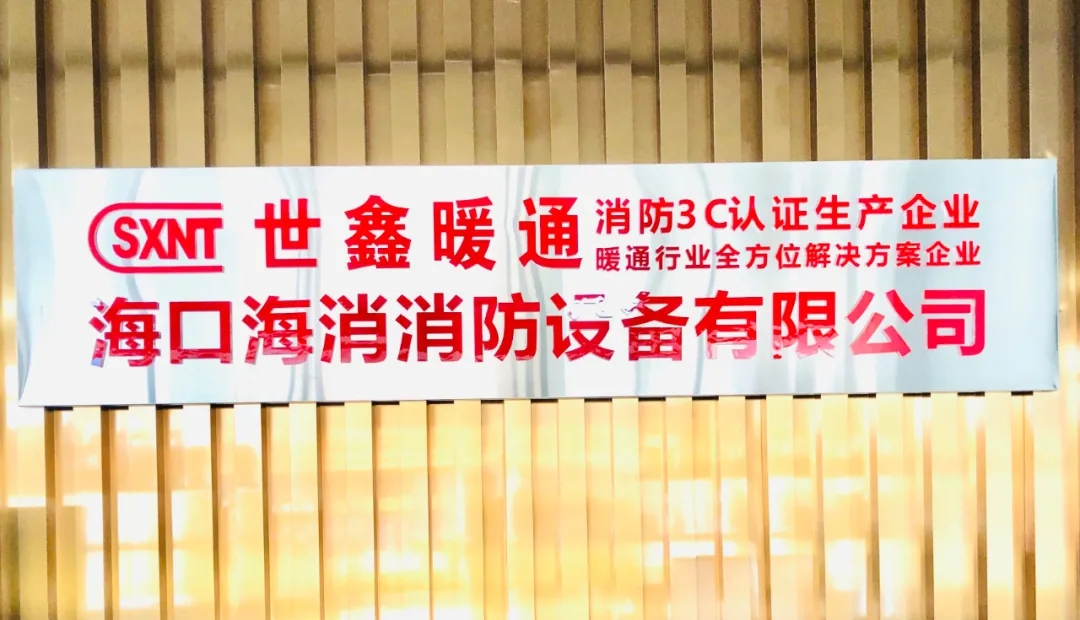 SXNT 世鑫暖通 消防3C认证生产企业
暖通行业全方位解决方案企业
海口海消消防设备有限公司